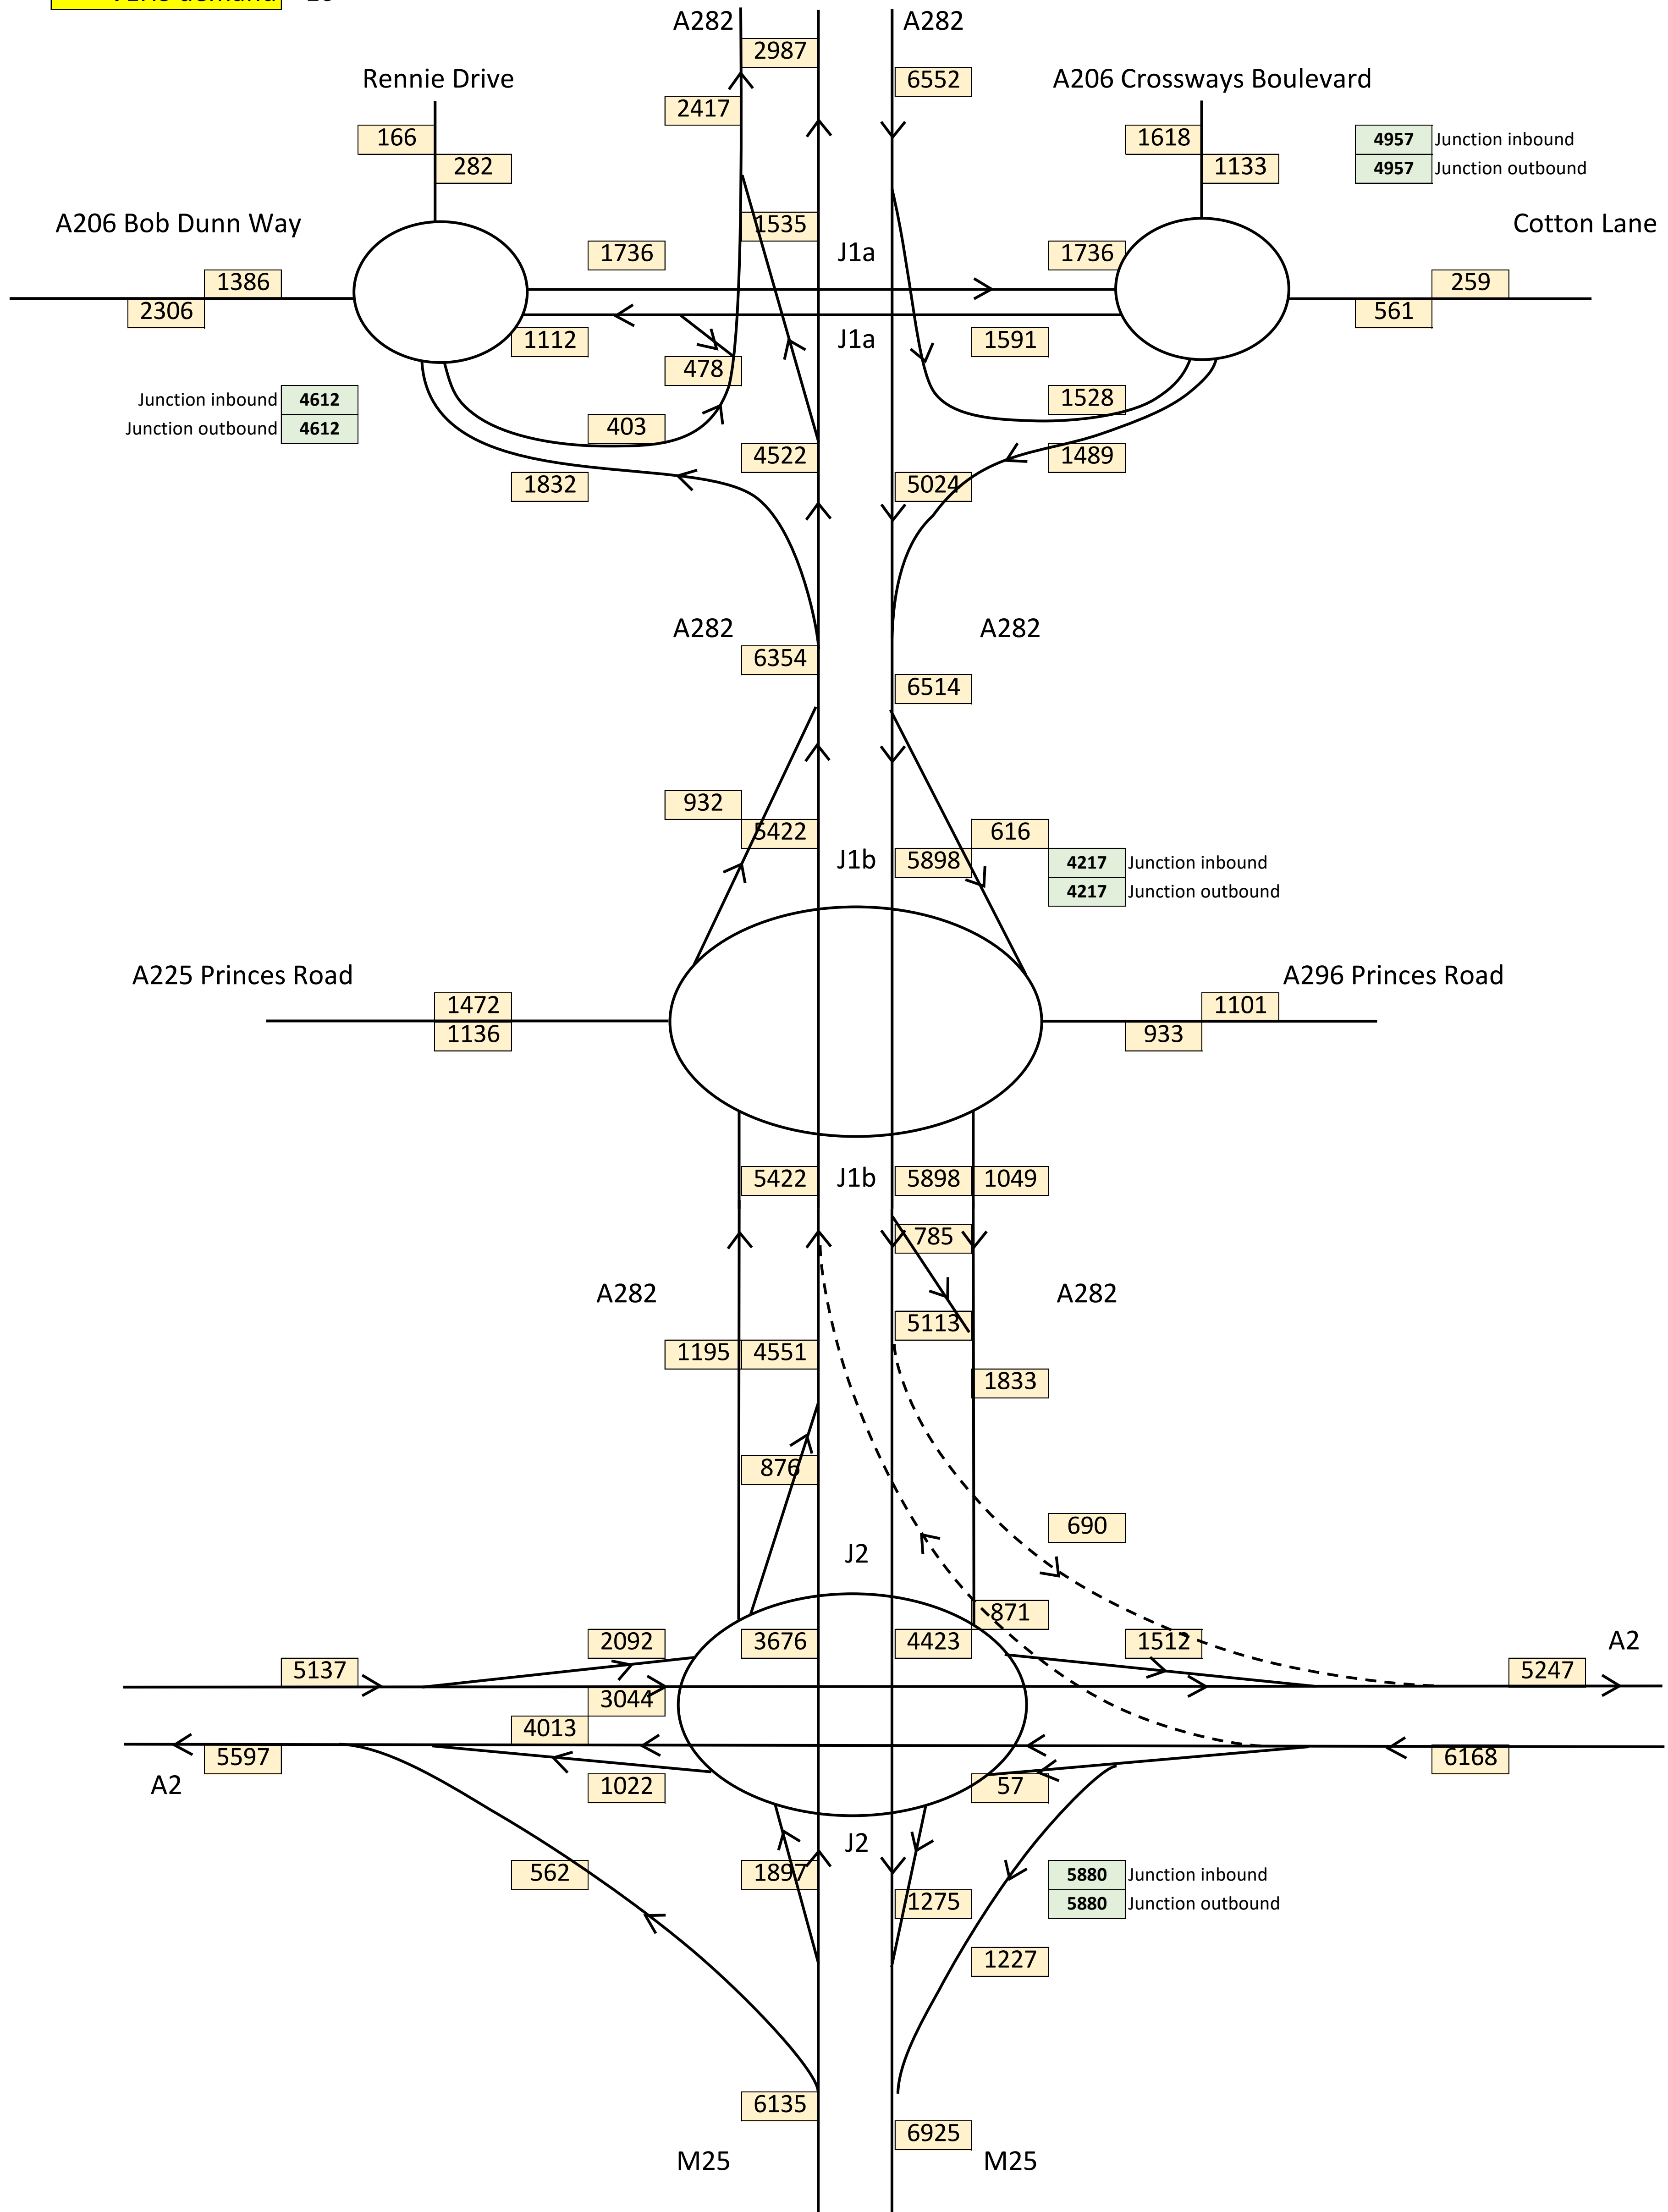 A282
A282
2987
6552
Rennie Drive
A206 Crossways Boulevard
2417
166
1618
4957 Junction inbound
282
1133
4957 Junction outbound
A206 Bob Dunn Way
1535
Cotton Lane
1736
J1a
1736
1386
259
2306
561
1112
J1a
1591
478
Junction inbound 4612
1528
Junction outbound 4612
403
4522
1489
1832
5024
A282
A282
6354
6514
932
5422
616
J1b
5898
4217 Junction inbound
4217 Junction outbound
A225 Princes Road
A296 Princes Road
1472
1101
1136
933
5422
J1b
5898
1049
785
A282
A282
5113
1195
4551
1833
876
690
J2
871
2092
3676
4423
1512
A2
5137
5247
3044
4013
5597
6168
A2
1022
57
J2
562
1897
5880 Junction inbound
1275
5880 Junction outbound
1227
6135
6925
M25
M25